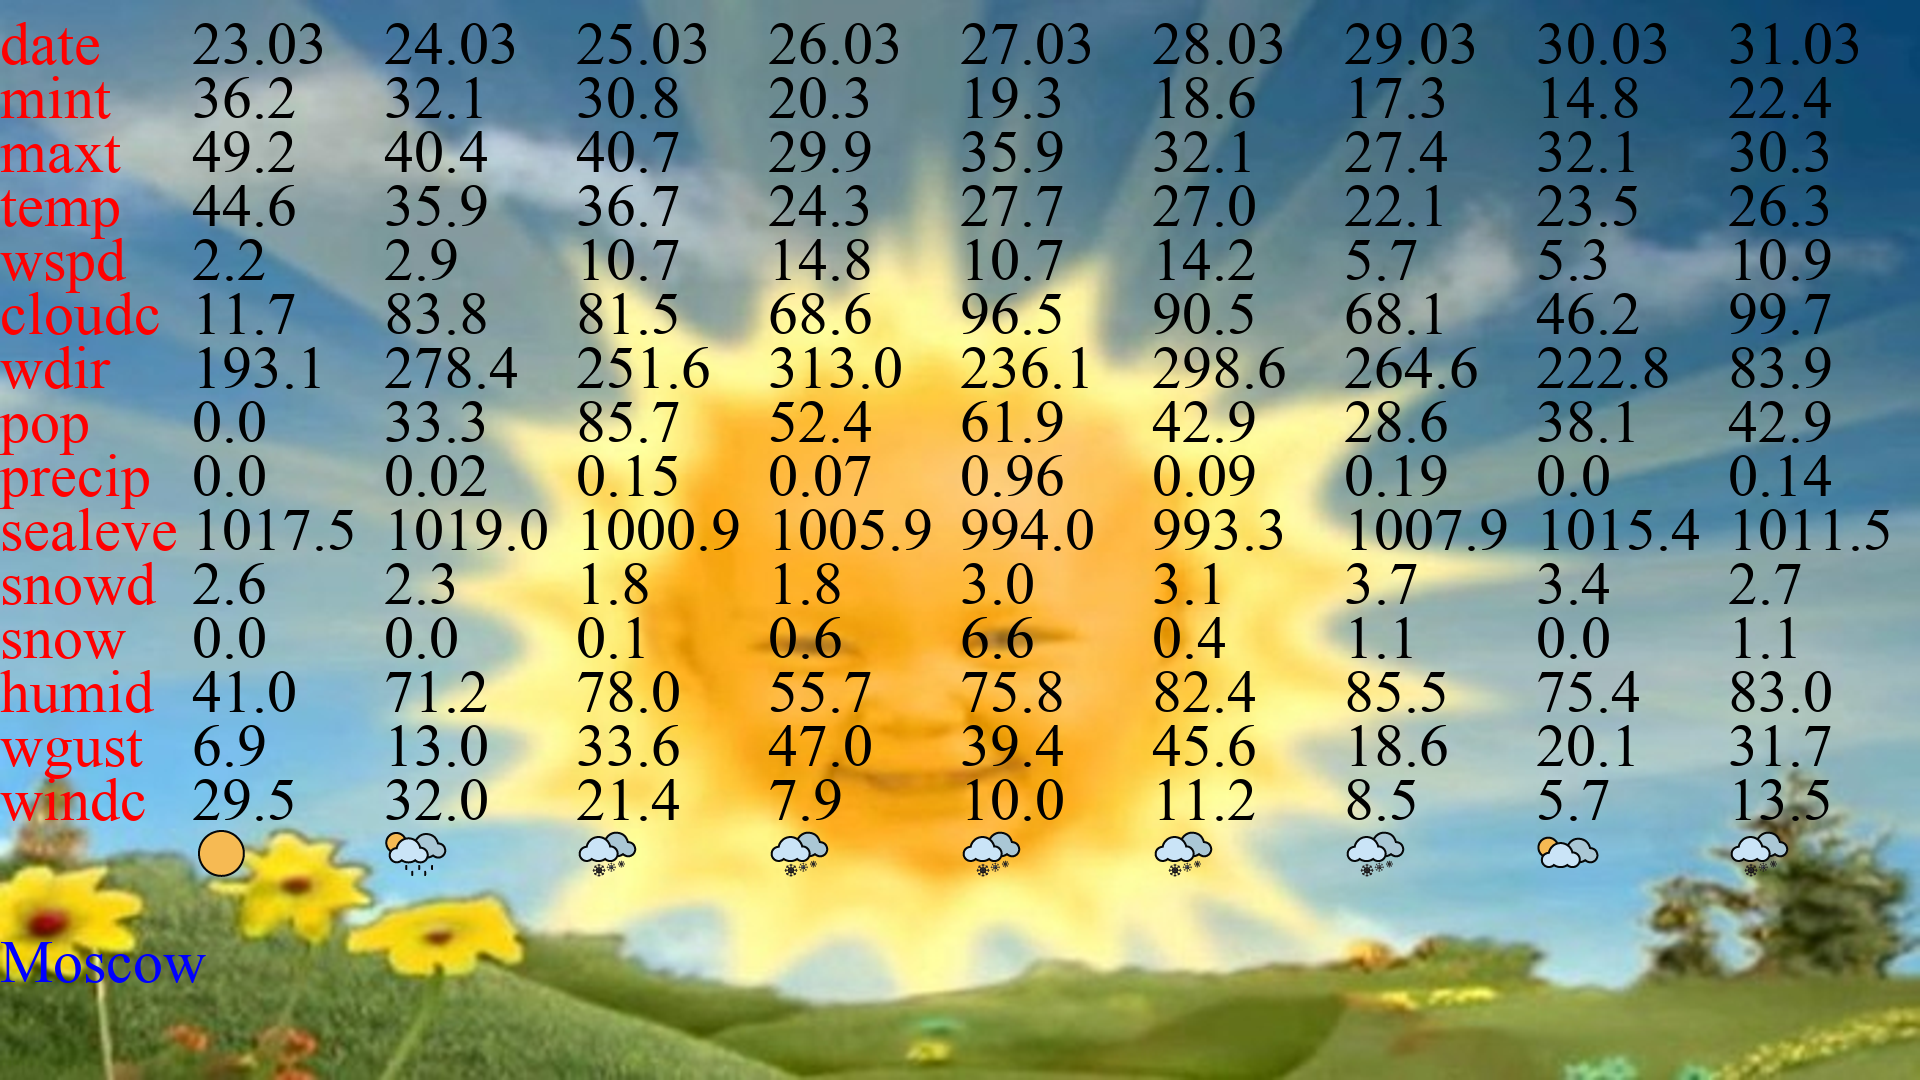 date 23.03 24.03 25.03 26.03 27.03 28.03 29.03 30.03 31.03
mint 36.2 32.1 30.8 20.3 19.3 18.6 17.3 14.8 22.4
maxt 49.2 40.4 40.7 29.9 35.9 32.1 27.4 32.1 30.3
temp 44.6 35.9 36.7 24.3 27.7 27.0 22.1 23.5 26.3
wspd 2.2 2.9 10.7 14.8 10.7 14.2 5.7 5.3 10.9
cloudc 11.7 83.8 81.5 68.6 96.5 90.5 68.1 46.2 99.7
wdir 193.1 278.4 251.6 313.0 236.1 298.6 264.6 222.8 83.9
pop 0.0 33.3 85.7 52.4 61.9 42.9 28.6 38.1 42.9
precip 0.0 0.02 0.15 0.07 0.96 0.09 0.19 0.0 0.14
sealeve 1017.5 1019.0 1000.9 1005.9 994.0 993.3 1007.9 1015.4 1011.5
snowd 2.6 2.3 1.8 1.8 3.0 3.1 3.7 3.4 2.7
snow 0.0 0.0 0.1 0.6 6.6 0.4 1.1 0.0 1.1
humid 41.0 71.2 78.0 55.7 75.8 82.4 85.5 75.4 83.0
wgust 6.9 13.0 33.6 47.0 39.4 45.6 18.6 20.1 31.7
windc 29.5 32.0 21.4 7.9 10.0 11.2 8.5 5.7 13.5
Moscow